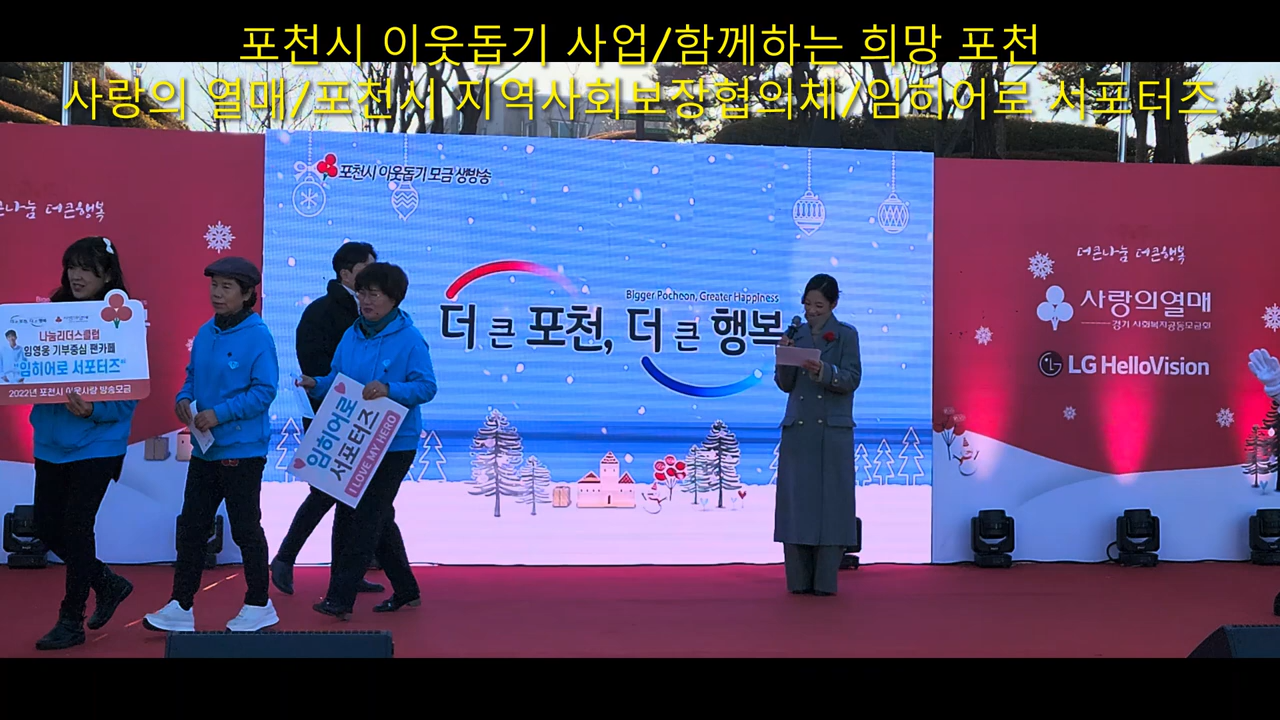 포천시 이웃돕기 사업/함께하는 희망 포천
사랑의 열매/포천시 지역사회보장협의체/임히어로 서포터즈
포천시 이웃돕기 모금 생방송
Bigger Pocheon, Greater Happiness
더 큰 포천, 더 큰 행복
큰나눔 더큰행복
더큰나눔 더큰행복
사랑의열매
경기 사회복지공동모금회
LG HelloVision
나눔리더스클럽
임영웅 기부중심 팬카페
"임히어로 서포터즈"
2022년 포천시 이웃사랑 방송모금
임히어로
서포터즈
I LOVE MY HERO